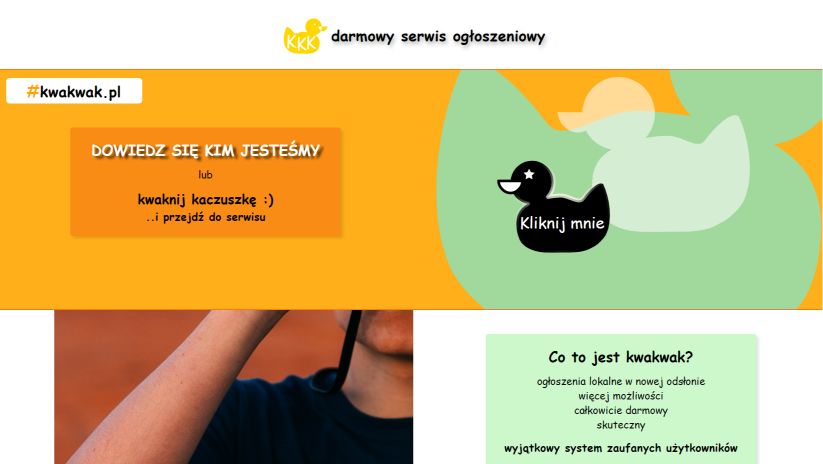 KKK
darmowy serwis ogłoszeniowy
#kwakwak.pl
DOWIEDZ SIĘ KIM JESTEŚMY
lub
kwaknij kaczuszkę :)
..i przejdź do serwisu
Kliknij mnie
Co to jest kwakwak?
ogłoszenia lokalne w nowej odsłonie
więcej możliwości
całkowicie darmowy
skuteczny
wyjątkowy system zaufanych użytkowników